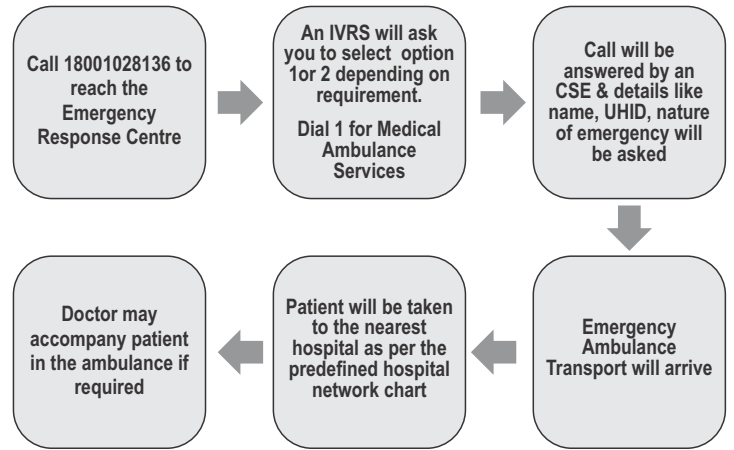 Call 18001028136 to
reach the
Emergency
Response Centre
An IVRS will ask
you to select option
1or 2 depending on
requirement.
Dial 1 for Medical
Ambulance
Services
Call will be
answered by an
CSE & details like
name, UHID, nature
of emergency will
be asked
Emergency
Ambulance
Transport will arrive
Patient will be taken
to the nearest
hospital as per the
predefined hospital
network chart
Doctor may
accompany patient
in the ambulance if
required